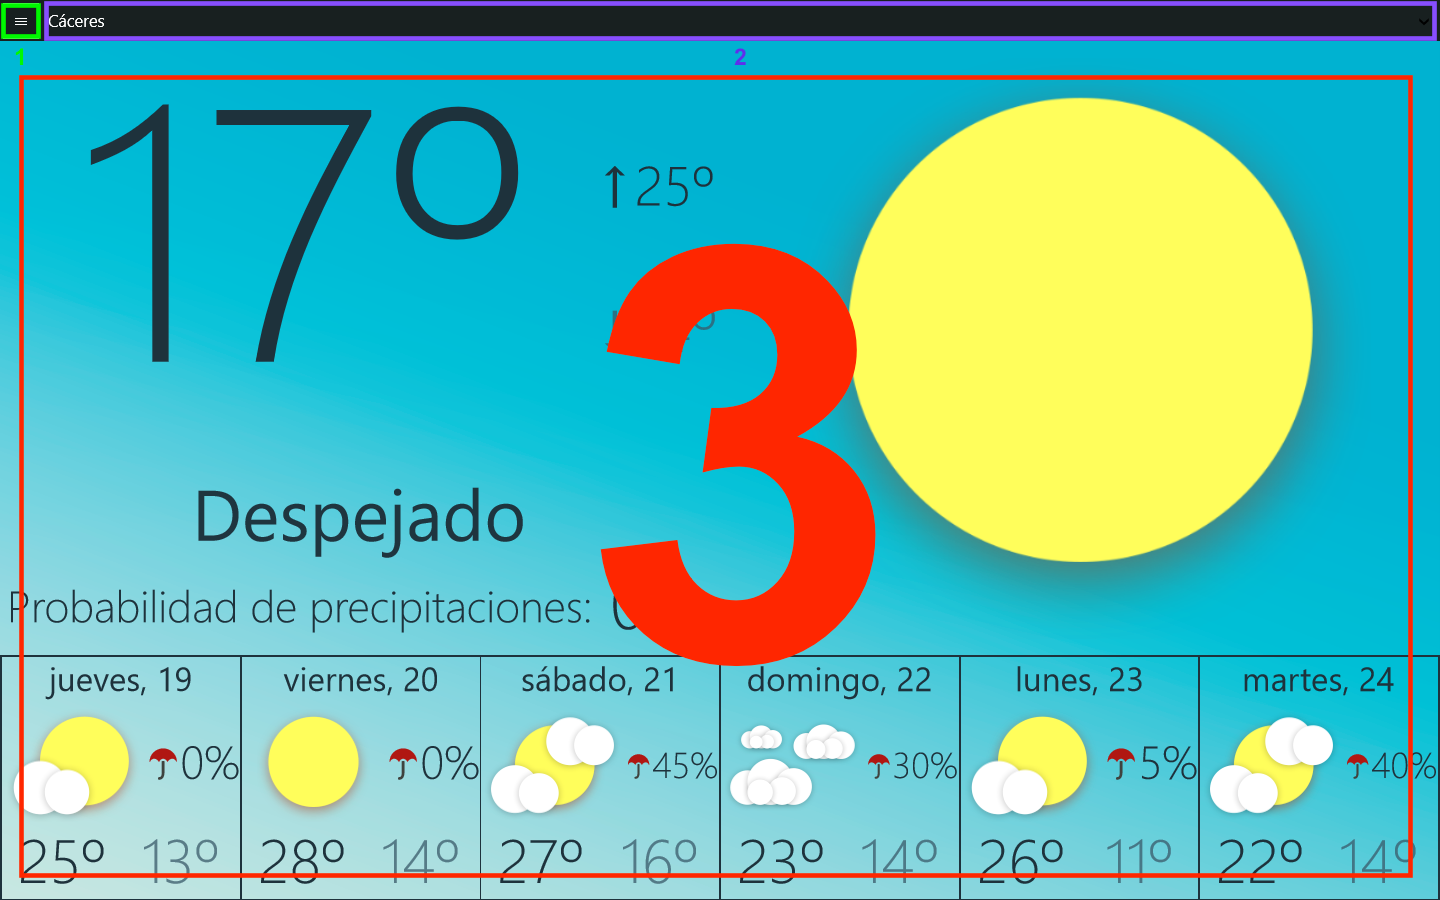 Cáceres
1
2
17º
↑25º
3
Despejado
Probabilidad de precipitaciones:
jueves, 19
0%
25º 13º
viernes, 20
0%
28º 14º
sábado, 21
45%
27º 16º
domingo, 22
30%
23º 14º
lunes, 23
5%
26º 11º
martes, 24
40%
22º 14º